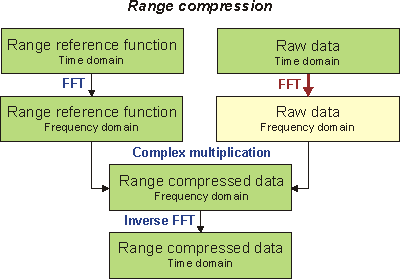 Range compression
Range reference function
Time domain
Raw data
Time domain
FFT
FFT
Range reference function
Frequency domain
Raw data
Frequency domain
Complex multiplication
Range compressed data
Frequency domain
Inverse FFT
Range compressed data
Time domain